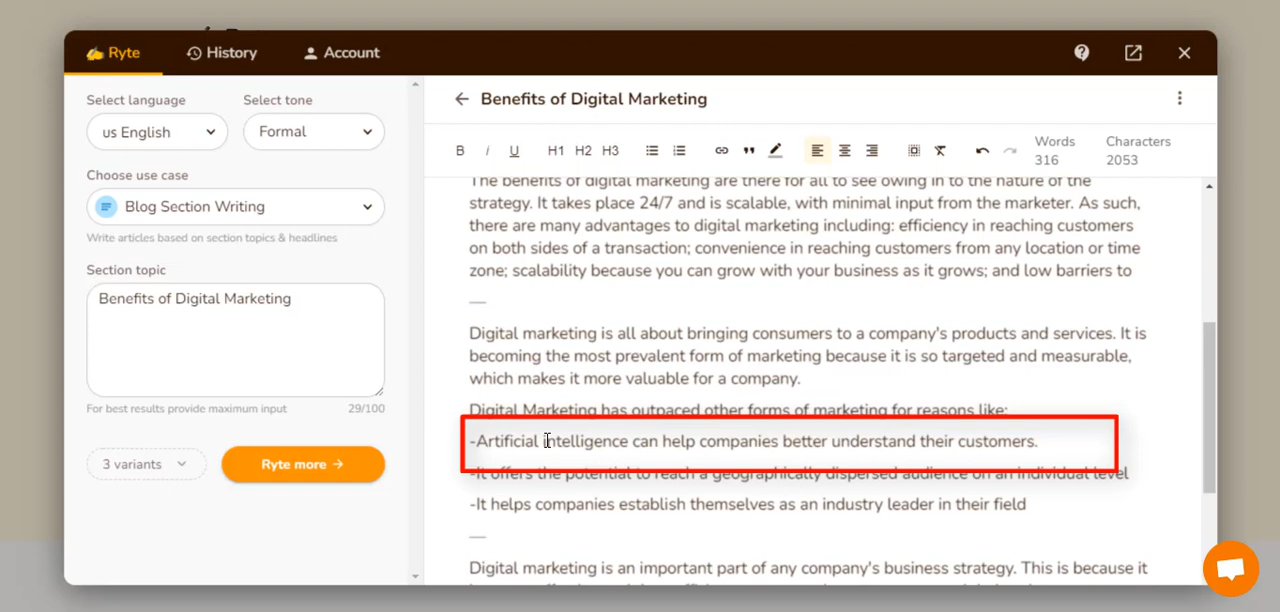 Ryte
History
Account
Select language
Select tone
us English
Formal
Choose use case
Blog Section Writing
Write articles based on section topics & headlines
Section topic
Benefits of Digital Marketing
For best results provide maximum input
29/100
3 variants
Ryte more →
Benefits of Digital Marketing
B i U H1 H2 H3
Words
316
Characters
2053
The benefits of digital marketing are there for all to see owing in to the nature of the
strategy. It takes place 24/7 and is scalable, with minimal input from the marketer. As such,
there are many advantages to digital marketing including: efficiency in reaching customers
on both sides of a transaction; convenience in reaching customers from any location or time
zone; scalability because you can grow with your business as it grows; and low barriers to
—
Digital marketing is all about bringing consumers to a company's products and services. It is
becoming the most prevalent form of marketing because it is so targeted and measurable,
which makes it more valuable for a company.
Digital Marketing has outpaced other forms of marketing for reasons like:
-Artificial intelligence can help companies better understand their customers.
-It offers the potential to reach a geographically dispersed audience on an individual level
-It helps companies establish themselves as an industry leader in their field
—
Digital marketing is an important part of any company's business strategy. This is because it